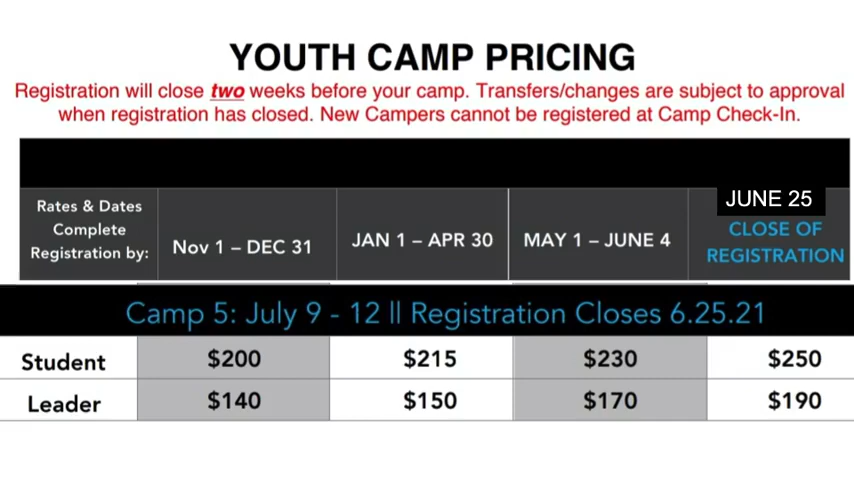 YOUTH CAMP PRICING
Registration will close two weeks before your camp. Transfers/changes are subject to approval
when registration has closed. New Campers cannot be registered at Camp Check-In.
Rates & Dates
Complete
Registration by:
Nov 1 – DEC 31
JAN 1 – APR 30
MAY 1 – JUNE 4
JUNE 25
CLOSE OF
REGISTRATION
Camp 5: July 9 - 12 || Registration Closes 6.25.21
Student $200 $215 $230 $250
Leader $140 $150 $170 $190